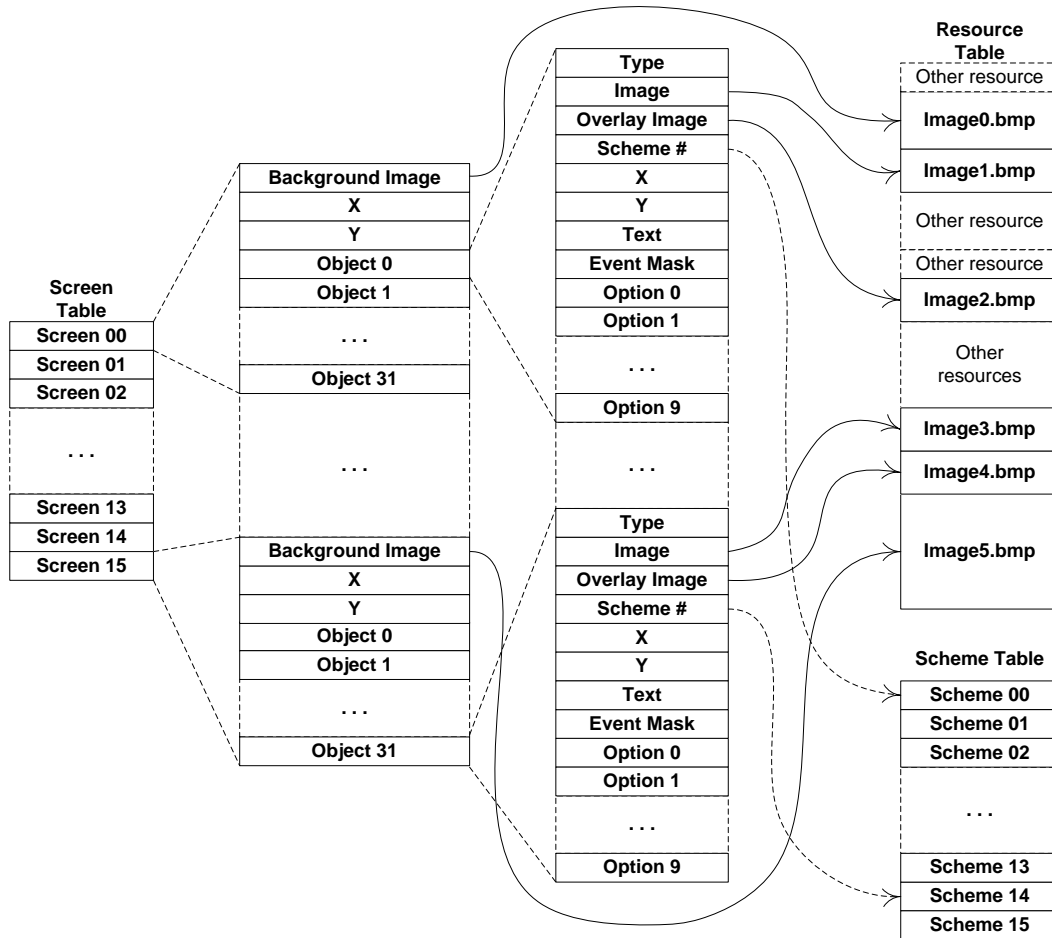 Screen
Table
Screen 00
Screen 01
Screen 02
. . .
Screen 13
Screen 14
Screen 15
Background Image
X
Y
Object 0
Object 1
. . .
Object 31
. . .
Background Image
X
Y
Object 0
Object 1
. . .
Object 31
Type
Image
Overlay Image
Scheme #
X
Y
Text
Event Mask
Option 0
Option 1
. . .
Option 9
. . .
Type
Image
Overlay Image
Scheme #
X
Y
Text
Event Mask
Option 0
Option 1
. . .
Option 9
Resource
Table
Other resource
Image0.bmp
Image1.bmp
Other resource
Other resource
Image2.bmp
Other
resources
Image3.bmp
Image4.bmp
Image5.bmp
Scheme Table
Scheme 00
Scheme 01
Scheme 02
. . .
Scheme 13
Scheme 14
Scheme 15